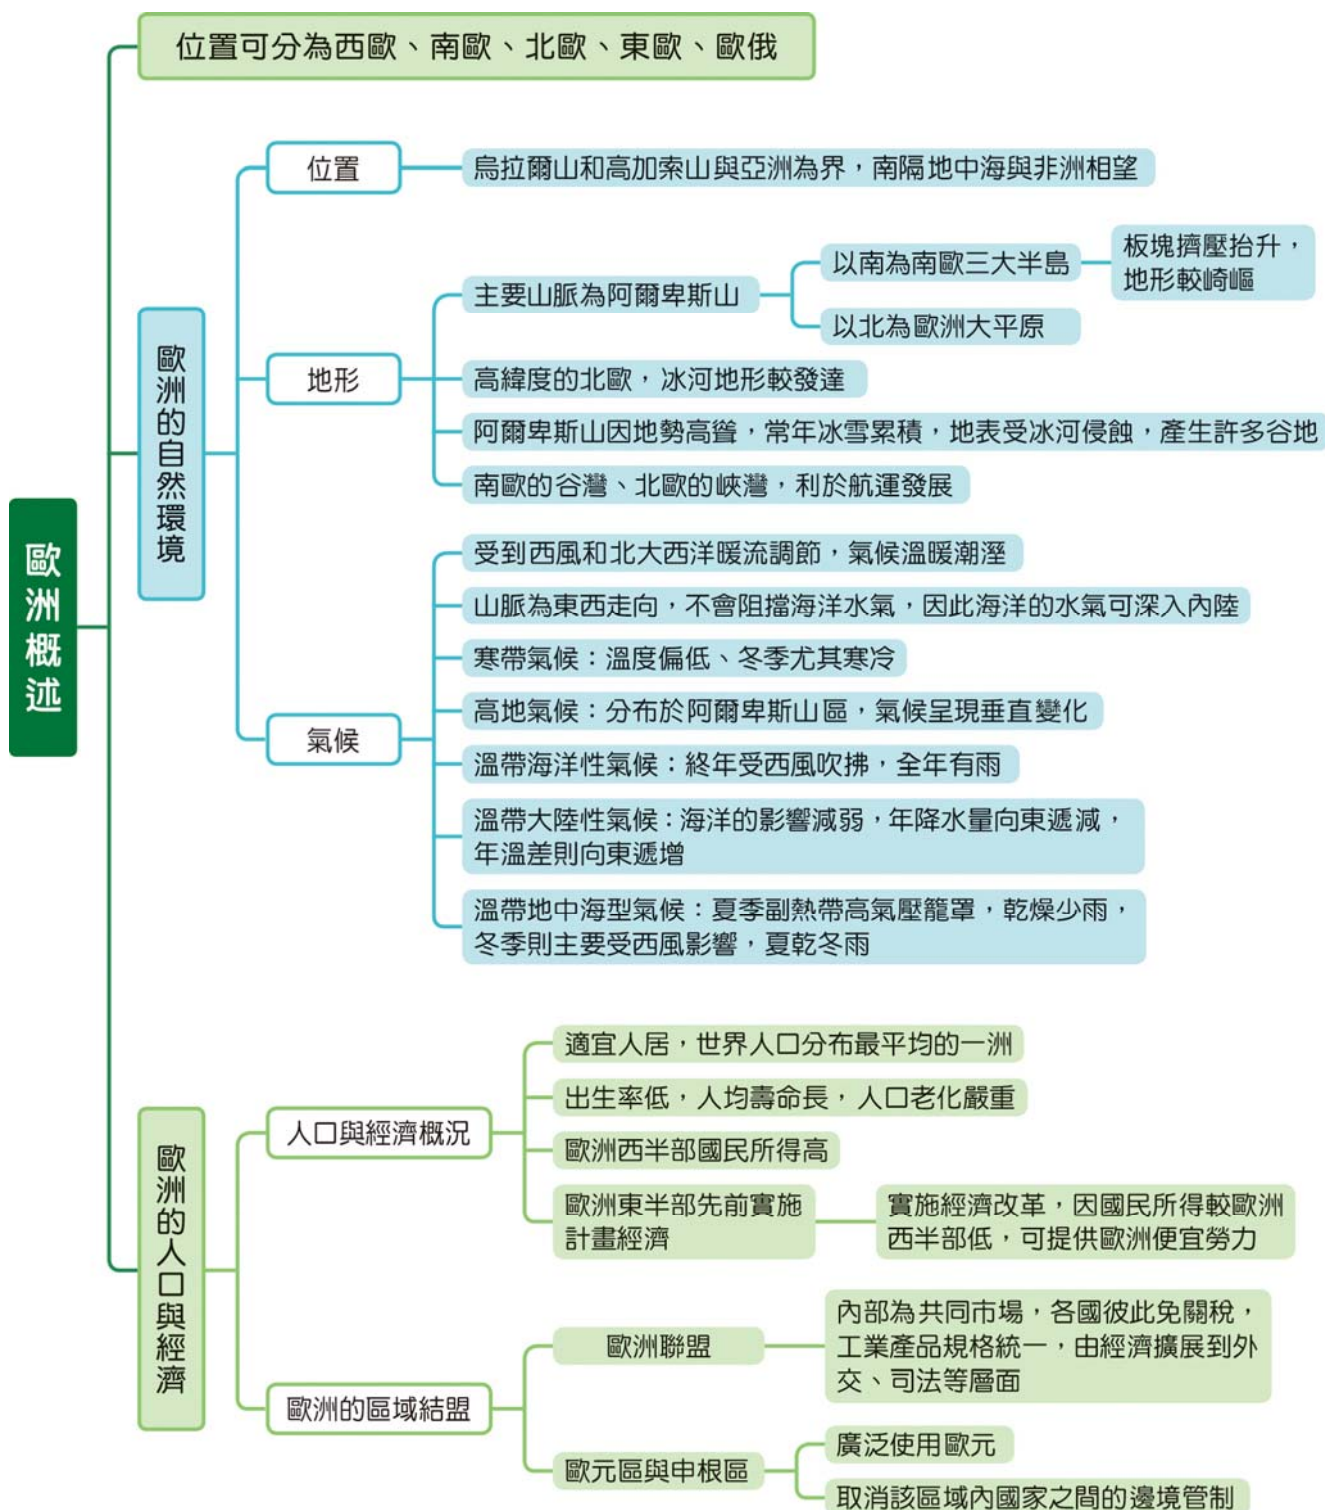 歐洲概述
位置可分為西歐、南歐、北歐、東歐、歐俄
歐洲的自然環境
位置
烏拉爾山和高加索山與亞洲為界，南隔地中海與非洲相望
地形
主要山脈為阿爾卑斯山
以南為南歐三大半島
板塊擠壓抬升，
地形較崎嶇
以北為歐洲大平原
高緯度的北歐，冰河地形較發達
阿爾卑斯山因地勢高聳，常年冰雪累積，地表受冰河侵蝕，產生許多谷地
南歐的谷灣、北歐的峽灣，利於航運發展
氣候
受到西風和北大西洋暖流調節，氣候溫暖潮溼
山脈為東西走向，不會阻擋海洋水氣，因此海洋的水氣可深入內陸
寒帶氣候：溫度偏低、冬季尤其寒冷
高地氣候：分布於阿爾卑斯山區，氣候呈現垂直變化
溫帶海洋性氣候：終年受西風吹拂，全年有雨
溫帶大陸性氣候：海洋的影響減弱，年降水量向東遞減，
年溫差則向東遞增
溫帶地中海型氣候：夏季副熱帶高氣壓籠罩，乾燥少雨，
冬季則主要受西風影響，夏乾冬雨
歐洲的人口與經濟
人口與經濟概況
適宜人居，世界人口分布最平均的一洲
出生率低，人均壽命長，人口老化嚴重
歐洲西半部國民所得高
歐洲東半部先前實施
計畫經濟
實施經濟改革，因國民所得較歐洲
西半部低，可提供歐洲便宜勞力
歐洲的區域結盟
歐洲聯盟
內部為共同市場，各國彼此免關稅，
工業產品規格統一，由經濟擴展到外
交、司法等層面
歐元區與申根區
廣泛使用歐元
取消該區域內國家之間的邊境管制